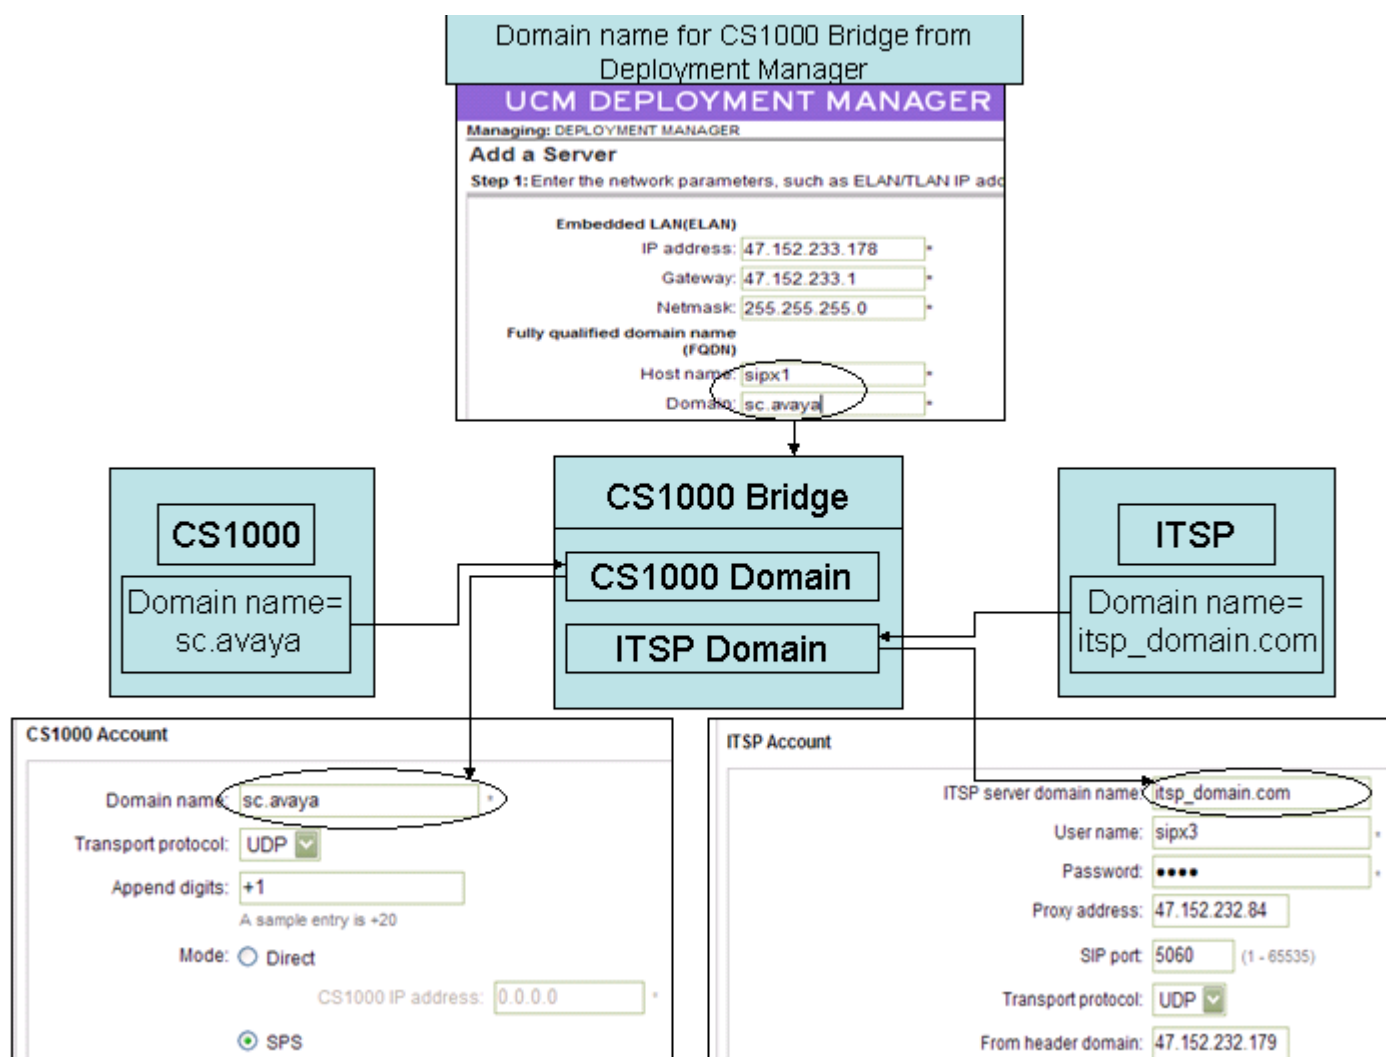 Domain name for CS1000 Bridge from
Deployment Manager
UCM DEPLOYMENT MANAGER
Managing: DEPLOYMENT MANAGER
Add a Server
Step 1: Enter the network parameters, such as ELAN/TLAN IP add
Embedded LAN(ELAN)
IP address: 47.152.233.178 *
Gateway: 47.152.233.1 *
Netmask: 255.255.255.0 *
Fully qualified domain name
(FQDN)
Host name: sipx1 *
Domain: sc.avaya *
CS1000 Bridge
CS1000 Domain
ITSP Domain
CS1000
Domain name=
sc.avaya
ITSP
Domain name=
itsp_domain.com
CS1000 Account
Domain name: sc.avaya *
Transport protocol: UDP
Append digits: +1
A sample entry is +20
Mode: Direct
CS1000 IP address: 0.0.0.0 *
SPS
ITSP Account
ITSP server domain name: itsp_domain.com
User name: sipx3 *
Password: •••• *
Proxy address: 47.152.232.84
SIP port: 5060 (1 - 65535)
Transport protocol: UDP
From header domain: 47.152.232.179